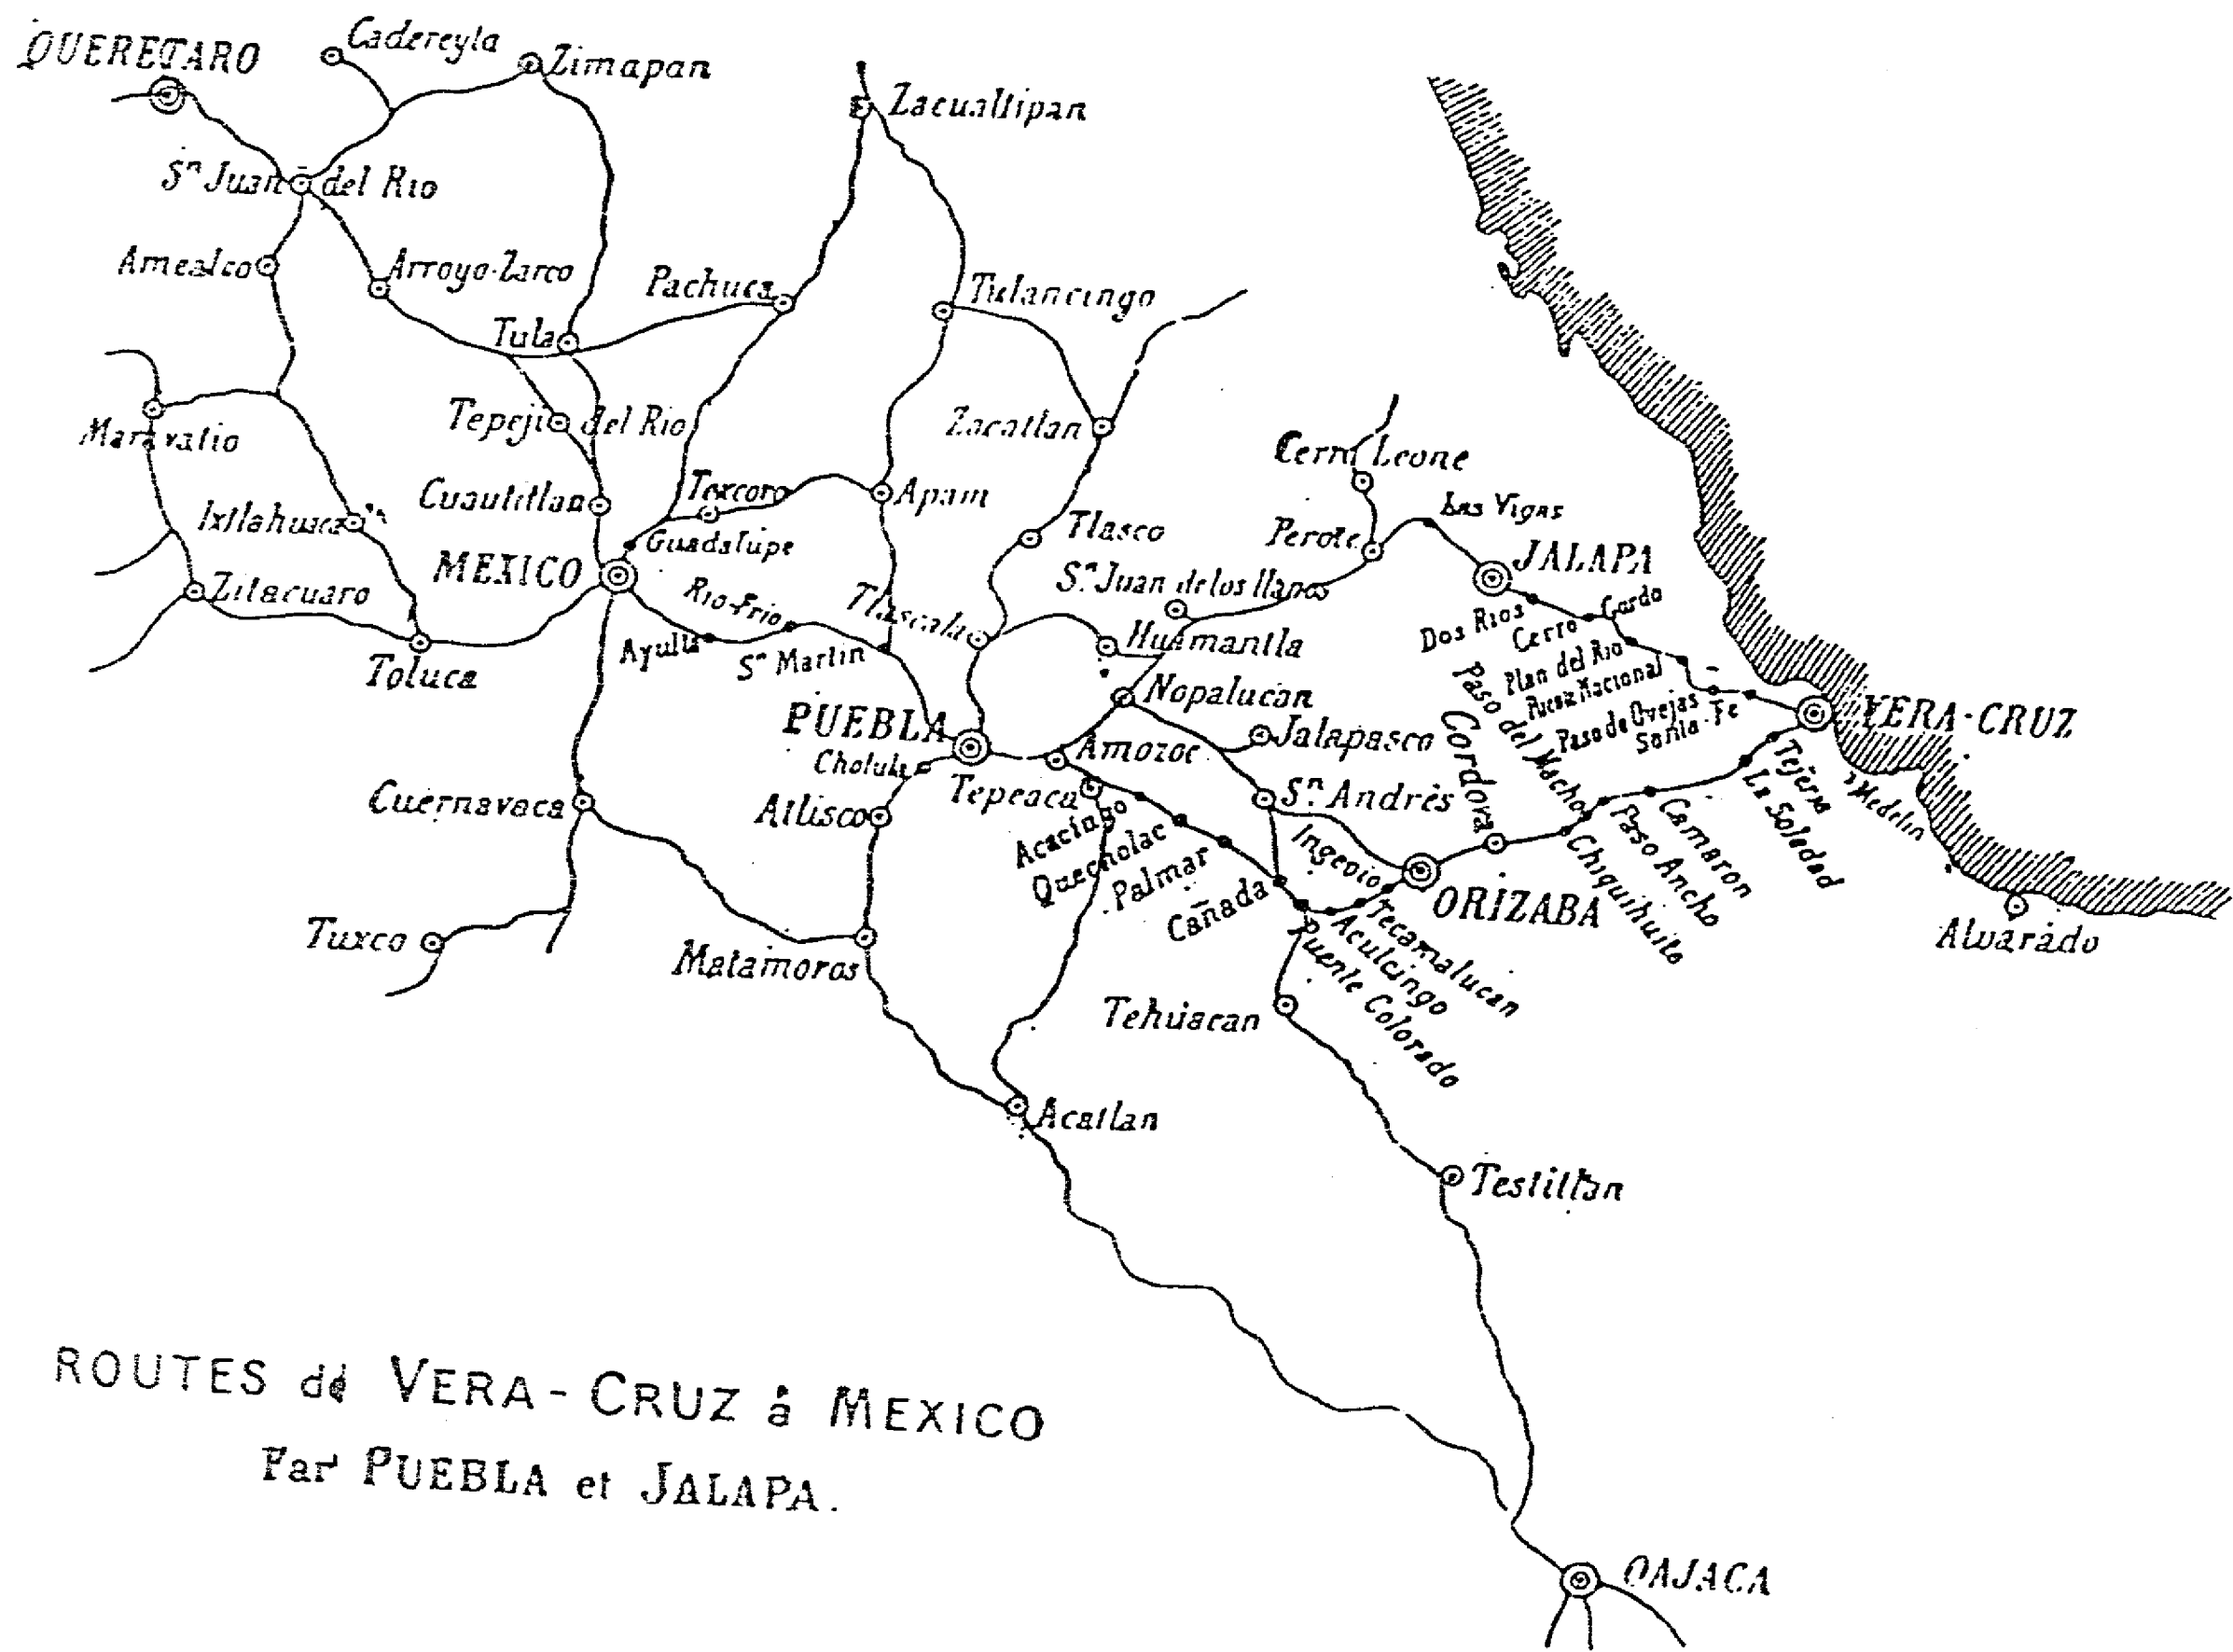 QUERETARO
Cadereyta
Zimapan
Zacualtipan
Sn Juan del Rio
Amealco
Arroyo-Zarco
Pachuca
Tulancingo
Tula
Maravatio
Tepeji del Rio
Zacatlan
Cerro Leone
Cuautitlan
Texcoco
Apam
Las Vigas
Ixtlahuaca
Guadalupe
Tlasco
Perote
JALAPA
MEXICO
Sn Juan de los llanos
Zitacuaro
Rio-Frio
Tlascala
Dos Rios
Cerro Gordo
Toluca
Ayutla
Sn Martin
Huamantla
Plan del Rio
Nopalucan
Paso del Macho
Puente Nacional
Paso de Ovejas
Santa-Fe
VERA-CRUZ
PUEBLA
Cholula
Amozoc
Jalapasco
Cordova
Tejeria
La Soledad
Medelin
Cuernavaca
Atlisco
Tepeaca
Sn Andrès
Acacingo
Quecholac
Palmar
Cañada
Ingenio
ORIZABA
Chiquihuite
Paso Ancho
Camaron
Alvarado
Tuxco
Matamoros
Tecamalucan
Aculcingo
Puente Colorado
Tehuacan
Acatlan
Testitlan
ROUTES de VERA-CRUZ à MEXICO
Par PUEBLA et JALAPA.
OAJACA